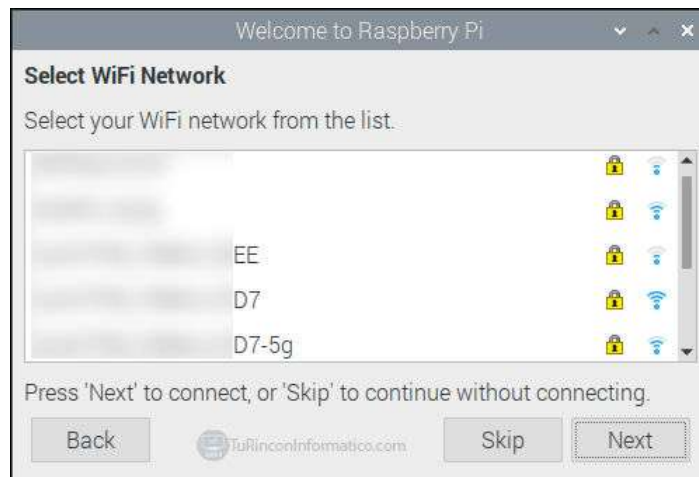 Welcome to Raspberry Pi
Select WiFi Network
Select your WiFi network from the list.
EE
D7
D7-5g
Press 'Next' to connect, or 'Skip' to continue without connecting.
Back TuRinconInformatico.com Skip Next